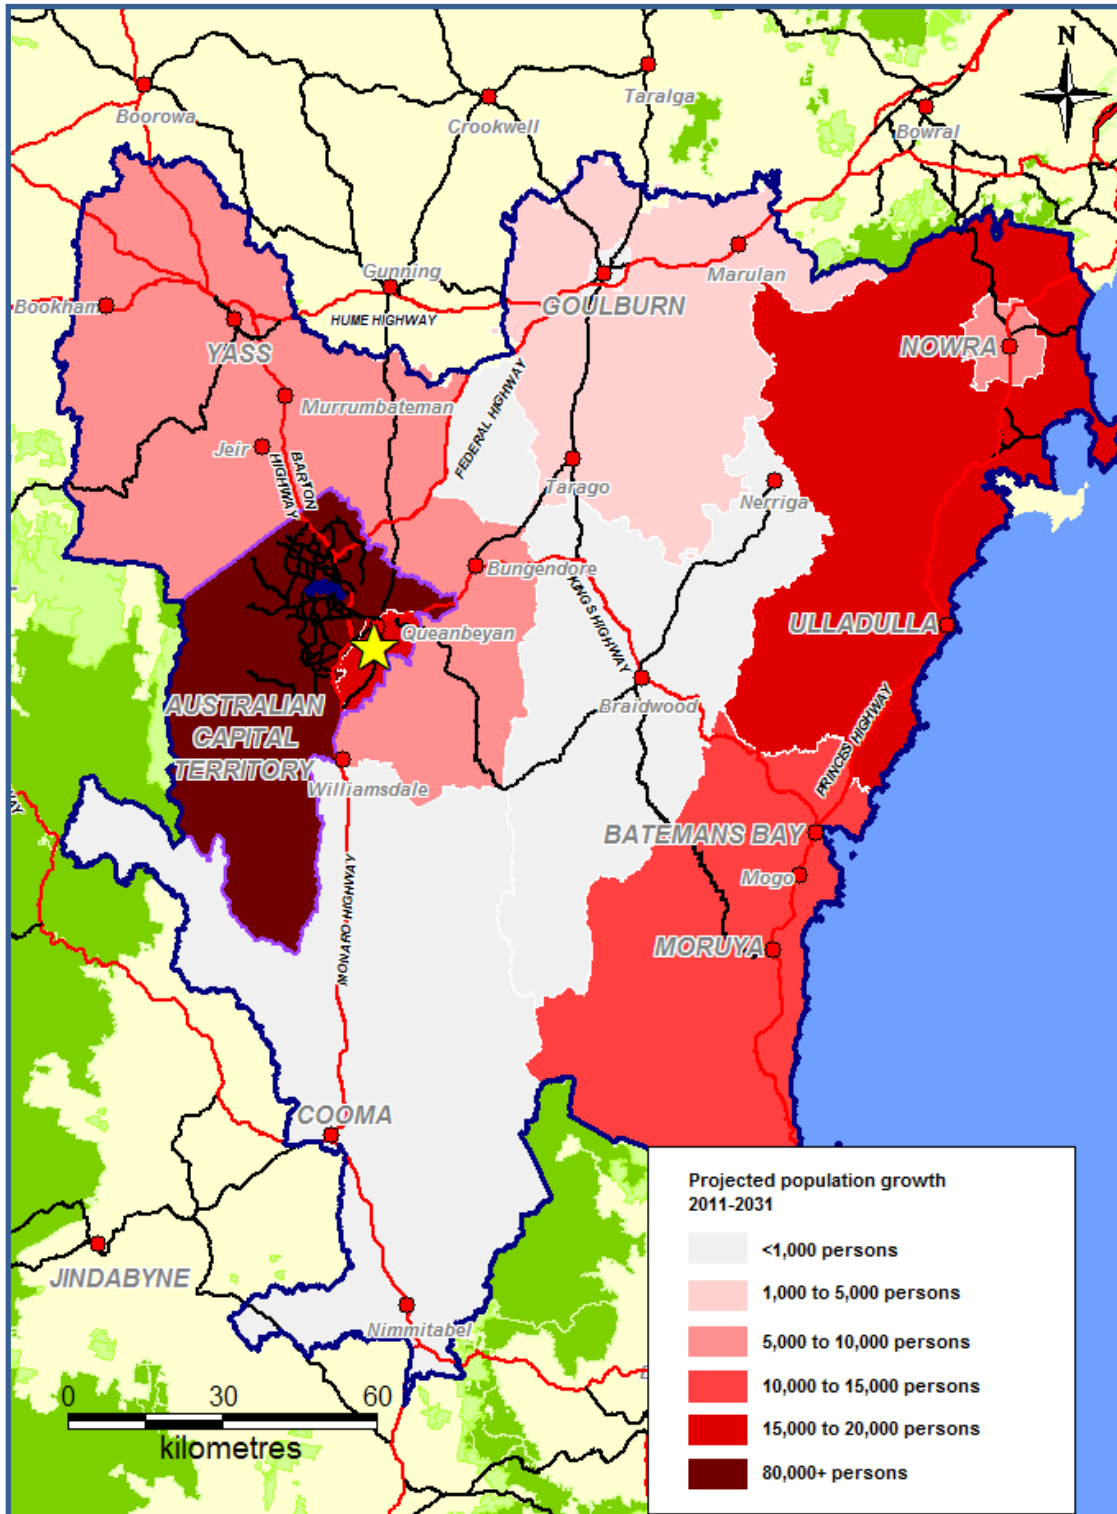 N
Taralga
Boorowa
Crookwell
Bowral
Gunning
Marulan
Bookham
GOULBURN
HUME HIGHWAY
YASS
NOWRA
Murrumbateman
FEDERAL HIGHWAY
Jeir
BARTON
HIGHWAY
Tarago
Nerriga
Bungendore
KINGS HIGHWAY
Queanbeyan
ULLADULLA
AUSTRALIAN
CAPITAL
TERRITORY
Braidwood
PRINCES HIGHWAY
Williamsdale
BATEMANS BAY
Mogo
MONARO HIGHWAY
MORUYA
COOMA
JINDABYNE
Nimmitabel
Projected population growth
2011-2031
<1,000 persons
1,000 to 5,000 persons
5,000 to 10,000 persons
10,000 to 15,000 persons
15,000 to 20,000 persons
80,000+ persons
0 30 60
kilometres